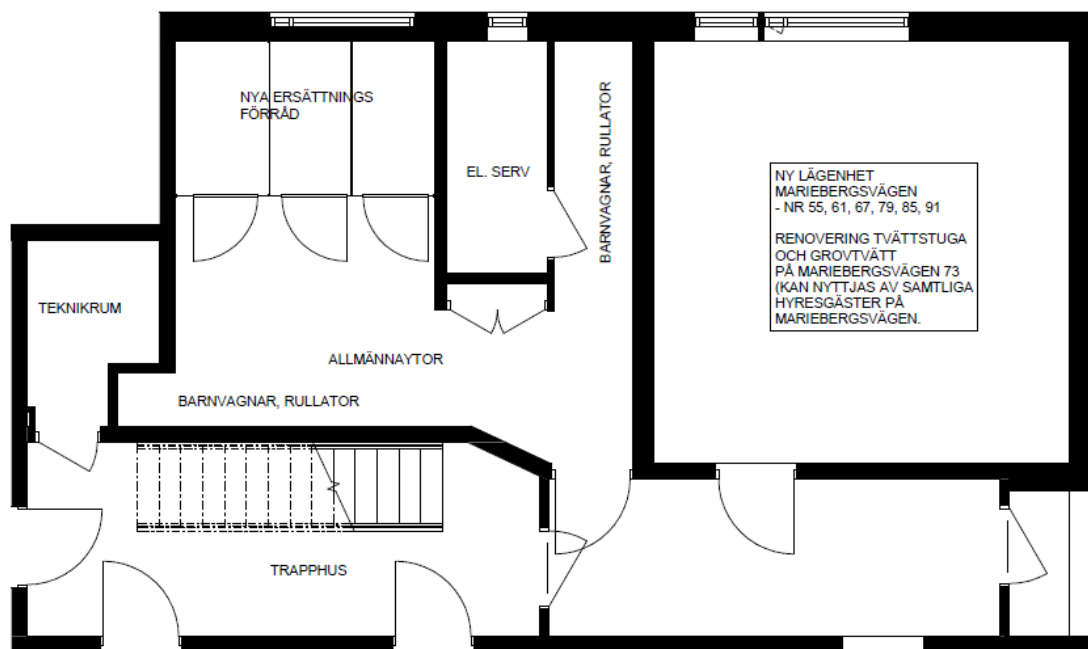 NYA ERSÄTTNINGS
FÖRRÅD
EL. SERV
BARNVAGNAR, RULLATOR
NY LÄGENHET
MARIEBERGSVÄGEN
- NR 55, 61, 67, 79, 85, 91
RENOVERING TVÄTTSTUGA
OCH GROVTVÄTT
PÅ MARIEBERGSVÄGEN 73
(KAN NYTTJAS AV SAMTLIGA
HYRESGÄSTER PÅ
MARIEBERGSVÄGEN.
TEKNIKRUM
ALLMÄNNAYTOR
BARNVAGNAR, RULLATOR
TRAPPHUS